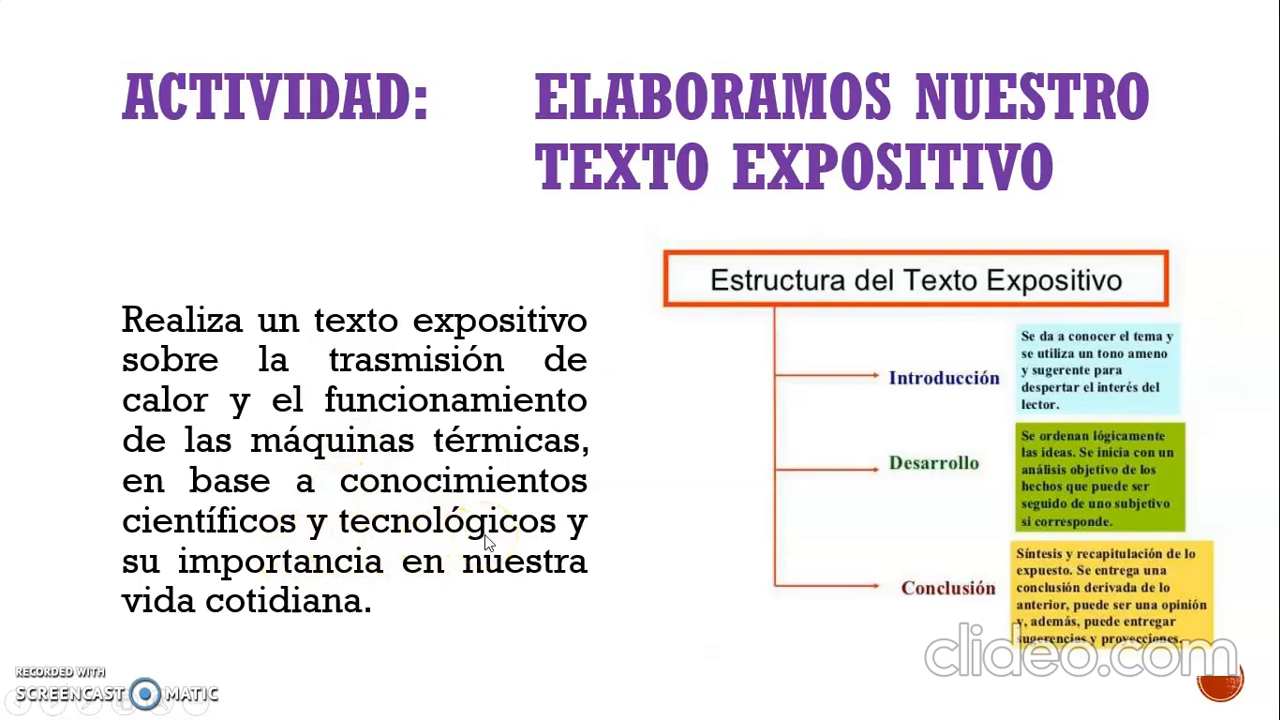 ACTIVIDAD:
ELABORAMOS NUESTRO
TEXTO EXPOSITIVO
Realiza un texto expositivo
sobre la trasmisión de
calor y el funcionamiento
de las máquinas térmicas,
en base a conocimientos
científicos y tecnológicos y
su importancia en nuestra
vida cotidiana.
Estructura del Texto Expositivo
Introducción
Se da a conocer el tema y
se utiliza un tono ameno
y sugerente para
despertar el interés del
lector.
Desarrollo
Se ordenan lógicamente
las ideas. Se inicia con un
análisis objetivo de los
hechos que puede ser
seguido de uno subjetivo
si corresponde.
Conclusión
Síntesis y recapitulación de lo
expuesto. Se entrega una
conclusión derivada de lo
anterior, puede ser una opinión
y, además, puede entregar
sugerencias y proyecciones.
clideo.com
RECORDED WITH
SCREENCAST MATIC